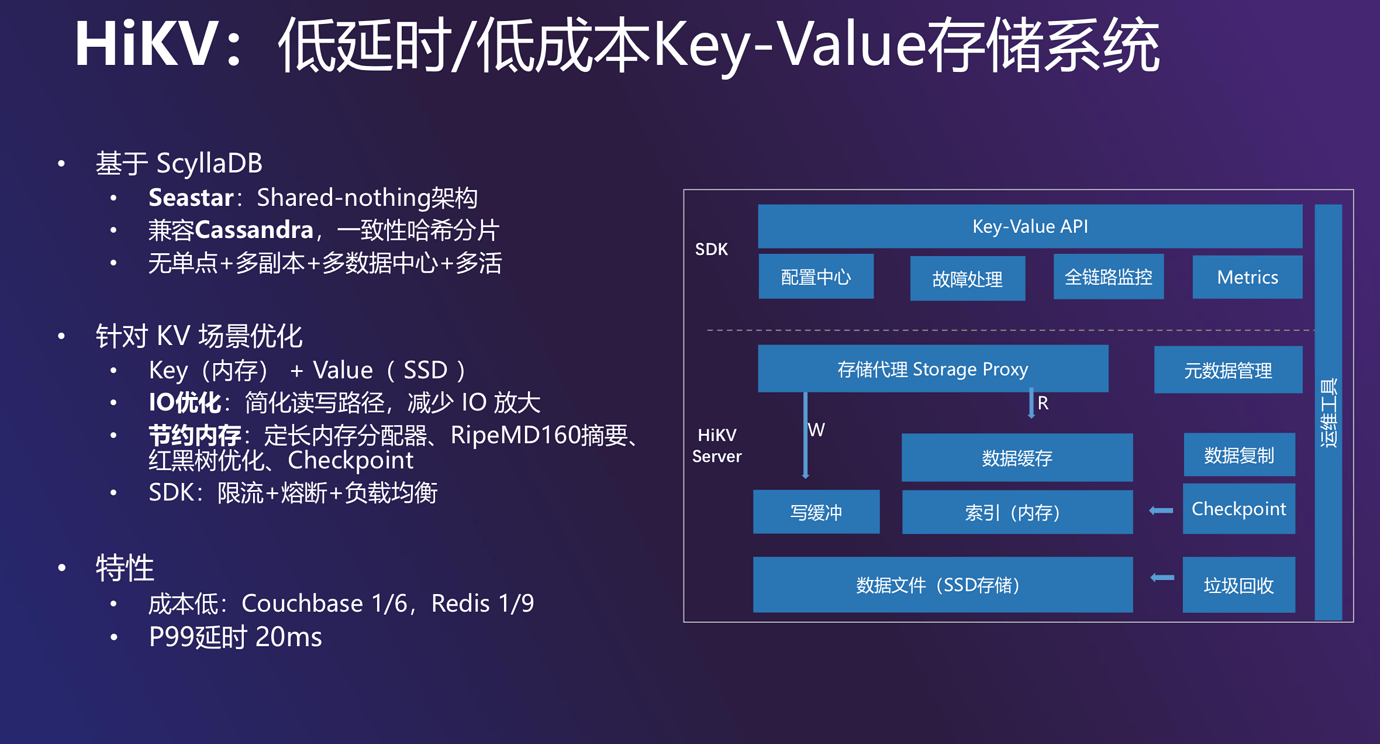 HiKV：低延时/低成本Key-Value存储系统
• 基于 ScyllaDB
• Seastar：Shared-nothing架构
• 兼容Cassandra，一致性哈希分片
• 无单点+多副本+多数据中心+多活
• 针对 KV 场景优化
• Key（内存） + Value（ SSD ）
• IO优化：简化读写路径，减少 IO 放大
• 节约内存：定长内存分配器、RipeMD160摘要、
红黑树优化、Checkpoint
• SDK：限流+熔断+负载均衡
• 特性
• 成本低：Couchbase 1/6，Redis 1/9
• P99延时 20ms
SDK
Key-Value API
配置中心
故障处理
全链路监控
Metrics
HiKV
Server
存储代理 Storage Proxy
元数据管理
W
R
数据缓存
数据复制
写缓冲
索引（内存）
Checkpoint
数据文件（SSD存储）
垃圾回收
运维工具